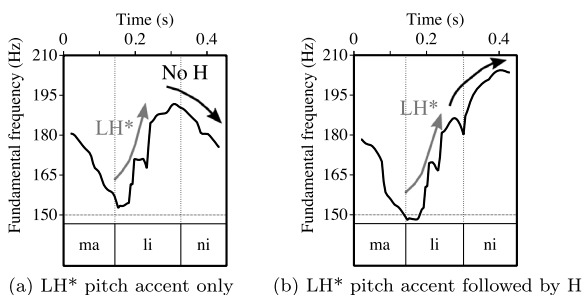 Time (s)
0 0.2 0.4
Fundamental frequency (Hz)
210
195
180
165
150
No H
LH*
ma li ni
(a) LH* pitch accent only
Time (s)
0 0.2 0.4
Fundamental frequency (Hz)
210
195
180
165
150
LH*
ma li ni
(b) LH* pitch accent followed by H